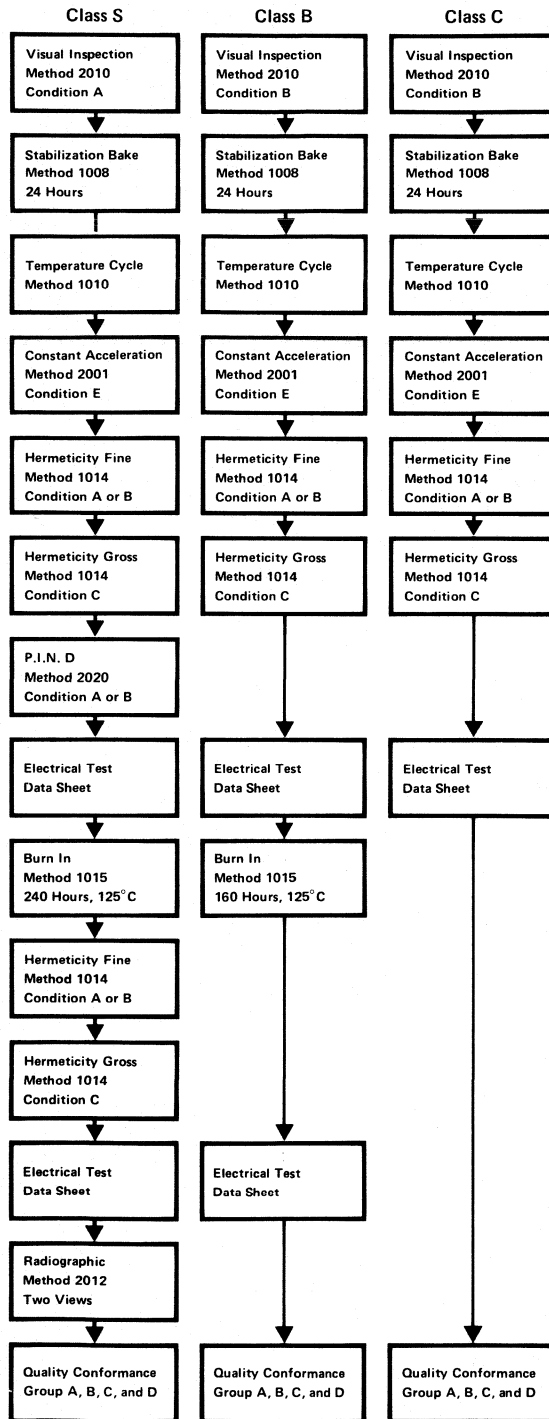 Class S
Visual Inspection
Method 2010
Condition A
Stabilization Bake
Method 1008
24 Hours
Temperature Cycle
Method 1010
Constant Acceleration
Method 2001
Condition E
Hermeticity Fine
Method 1014
Condition A or B
Hermeticity Gross
Method 1014
Condition C
P.I.N. D
Method 2020
Condition A or B
Electrical Test
Data Sheet
Burn In
Method 1015
240 Hours, 125°C
Hermeticity Fine
Method 1014
Condition A or B
Hermeticity Gross
Method 1014
Condition C
Electrical Test
Data Sheet
Radiographic
Method 2012
Two Views
Quality Conformance
Group A, B, C, and D
Class B
Visual Inspection
Method 2010
Condition B
Stabilization Bake
Method 1008
24 Hours
Temperature Cycle
Method 1010
Constant Acceleration
Method 2001
Condition E
Hermeticity Fine
Method 1014
Condition A or B
Hermeticity Gross
Method 1014
Condition C
Electrical Test
Data Sheet
Burn In
Method 1015
160 Hours, 125°C
Electrical Test
Data Sheet
Quality Conformance
Group A, B, C, and D
Class C
Visual Inspection
Method 2010
Condition B
Stabilization Bake
Method 1008
24 Hours
Temperature Cycle
Method 1010
Constant Acceleration
Method 2001
Condition E
Hermeticity Fine
Method 1014
Condition A or B
Hermeticity Gross
Method 1014
Condition C
Electrical Test
Data Sheet
Quality Conformance
Group A, B, C, and D